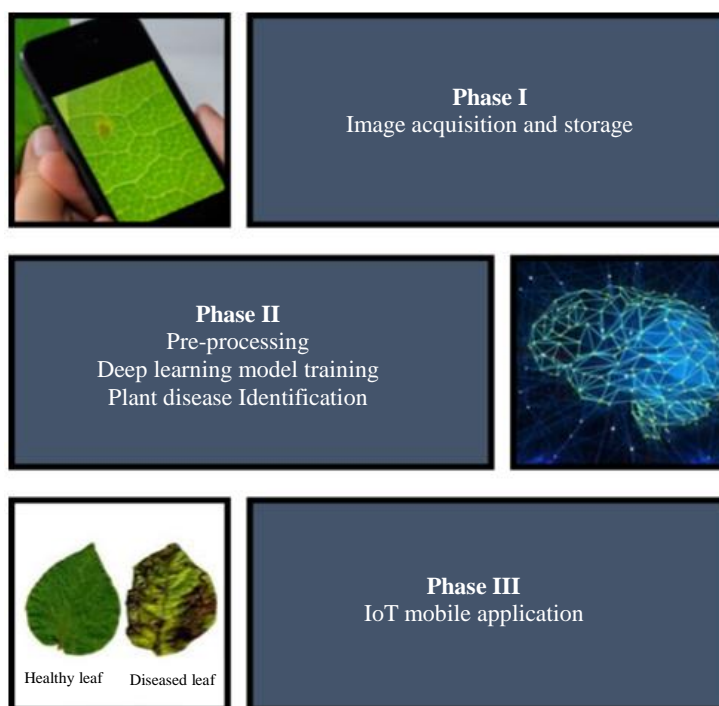 Phase I
Image acquisition and storage
Phase II
Pre-processing
Deep learning model training
Plant disease Identification
Phase III
IoT mobile application
Healthy leaf Diseased leaf